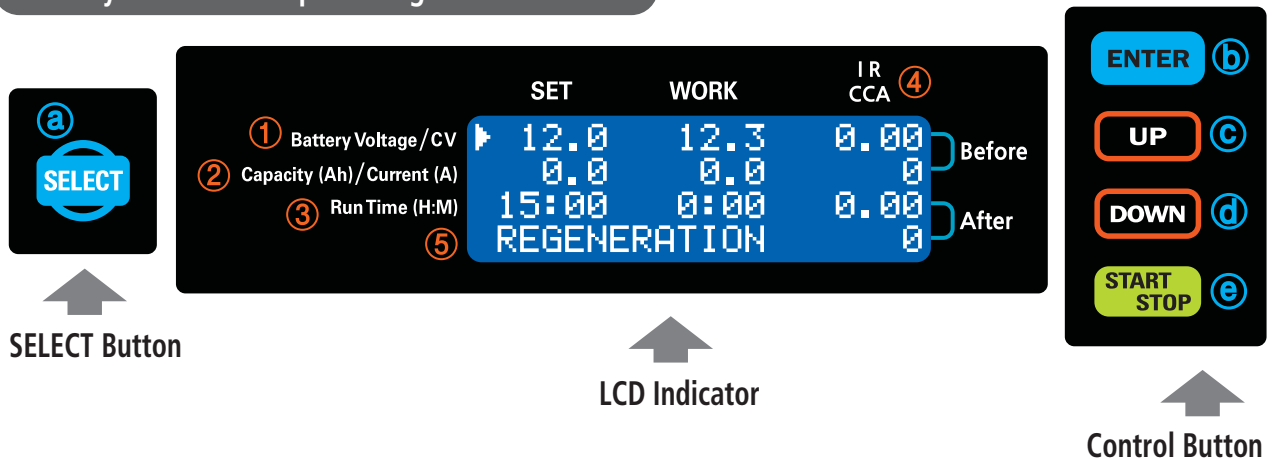 ⓐ
SELECT
SELECT Button
SET WORK IR CCA ④
① Battery Voltage/CV 12.0 12.3 0.00 Before
② Capacity (Ah)/Current (A) 0.0 0.0 0
③ Run Time (H:M) 15:00 0:00 0.00 After
⑤ REGENERATION 0
LCD Indicator
ENTER ⓑ
UP ⓒ
DOWN ⓓ
START STOP ⓔ
Control Button